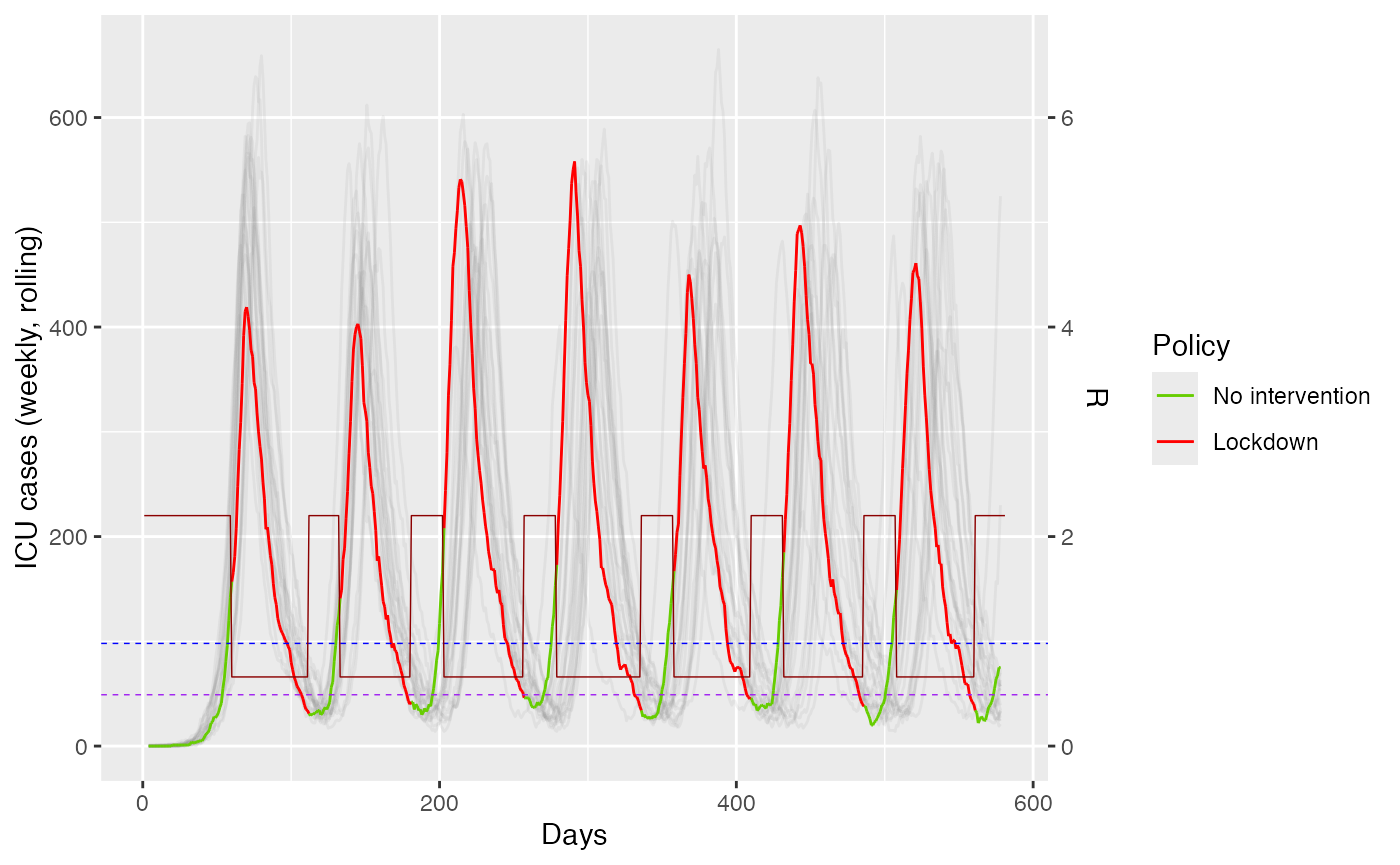 ICU cases (weekly, rolling)
600
400
200
0
0
200
400
600
Days
6
4
2
0
R
Policy
No intervention
Lockdown